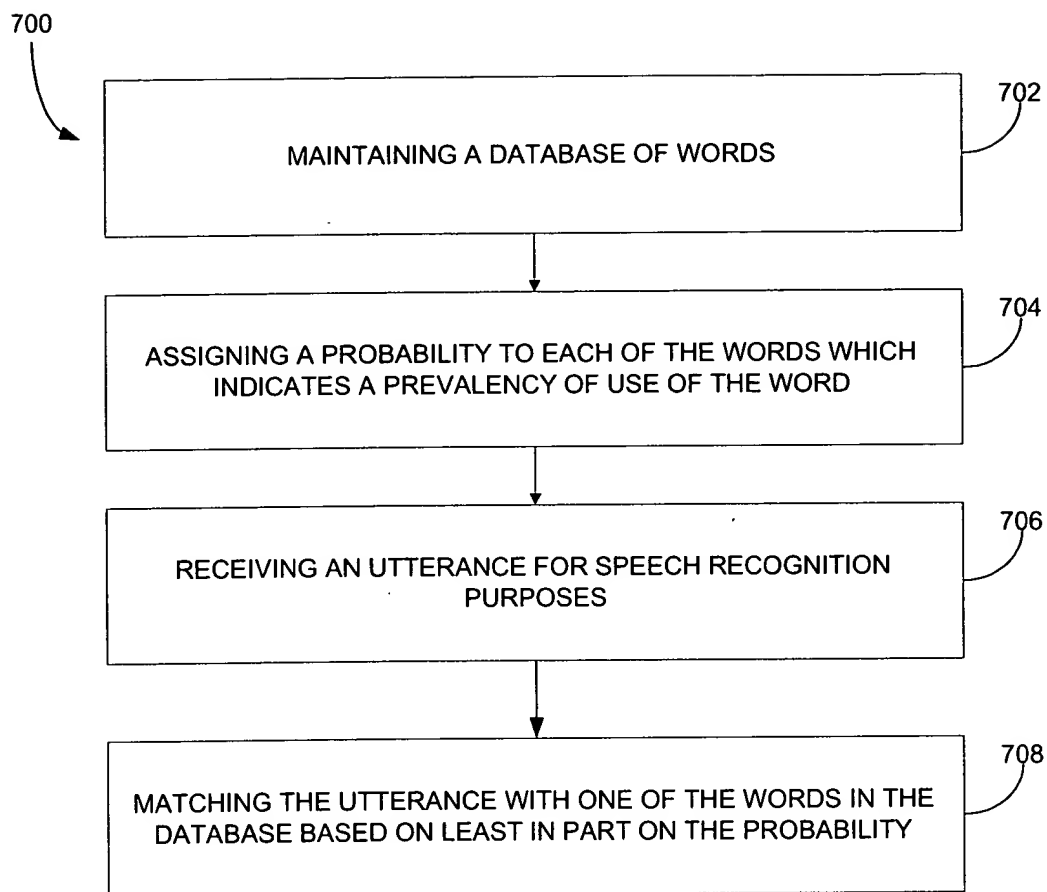 700
702
MAINTAINING A DATABASE OF WORDS
704
ASSIGNING A PROBABILITY TO EACH OF THE WORDS WHICH
INDICATES A PREVALENCY OF USE OF THE WORD
706
RECEIVING AN UTTERANCE FOR SPEECH RECOGNITION
PURPOSES
708
MATCHING THE UTTERANCE WITH ONE OF THE WORDS IN THE
DATABASE BASED ON LEAST IN PART ON THE PROBABILITY